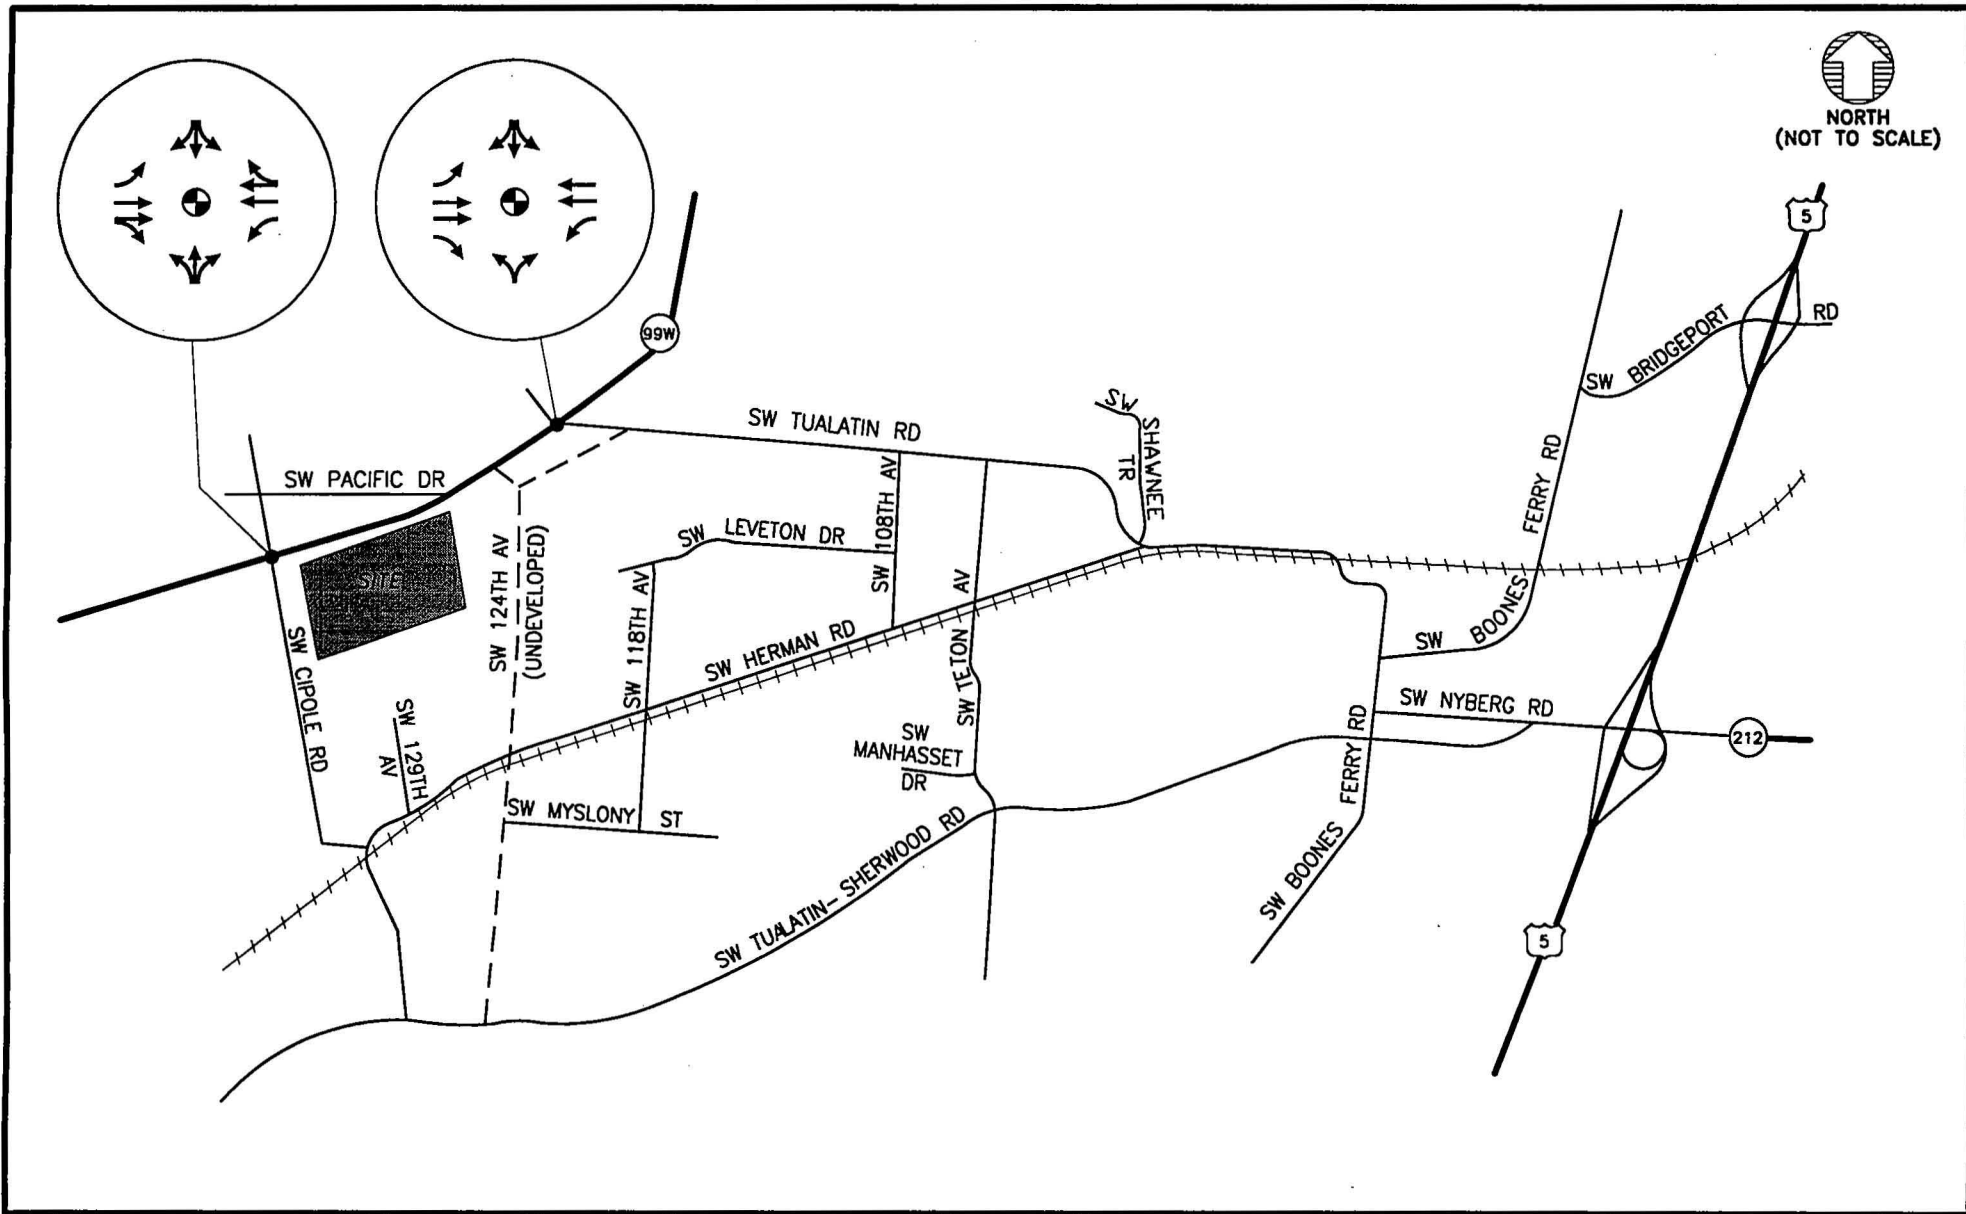 NORTH
(NOT TO SCALE)
5
99W
SW BRIDGEPORT RD
SW TUALATIN RD
SW
SHAWNEE
TR
SW PACIFIC DR
SW 108TH AV
FERRY RD
SW LEVETON DR
SW 124TH AV
(UNDEVELOPED)
SITE
SW 118TH AV
SW TETON AV
SW BOONES
SW HERMAN RD
SW CIPOLE RD
SW 129TH
AV
SW NYBERG RD
212
SW
MANHASSET
DR
SW MYSLONY ST
SW BOONES FERRY RD
SW TUALATIN-SHERWOOD RD
5